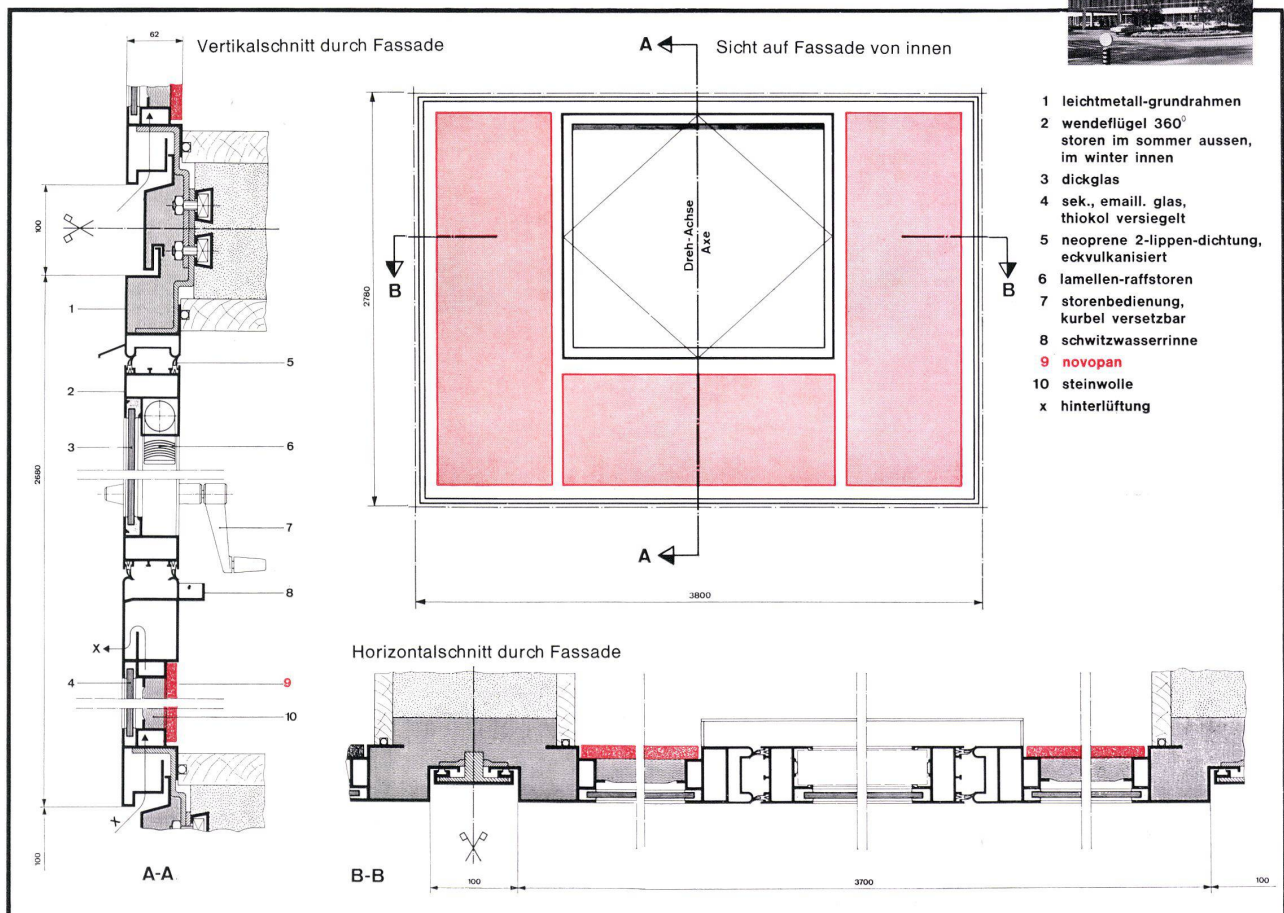 62
Vertikalschnitt durch Fassade
A
Sicht auf Fassade von innen
100
1
5
2
3
6
2680
7
8
x
4
9
10
x
100
A-A
2780
B
Dreh-Achse
Axe
B
A
3800
1 leichtmetall-grundrahmen
2 wendeflügel 360°
storen im sommer aussen,
im winter innen
3 dickglas
4 sek., emaill. glas,
thiokol versiegelt
5 neoprene 2-lippen-dichtung,
eckvulkanisiert
6 lamellen-raffstoren
7 storenbedienung,
kurbel versetzbar
8 schwitzwasserrinne
9 novopan
10 steinwolle
x hinterlüftung
Horizontalschnitt durch Fassade
B-B
100
3700
100